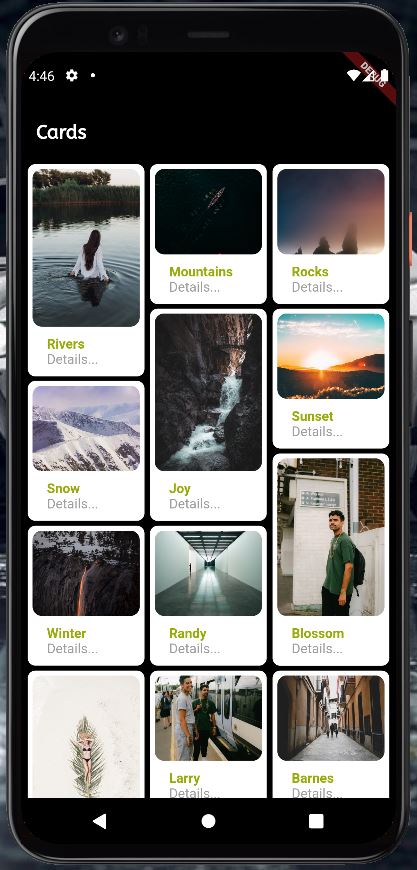 4:46
DEBUG
Cards
Rivers
Details...
Mountains
Details...
Rocks
Details...
Snow
Details...
Joy
Details...
Sunset
Details...
Winter
Details...
Randy
Details...
Blossom
Details...
Larry
Details...
Barnes
Details...